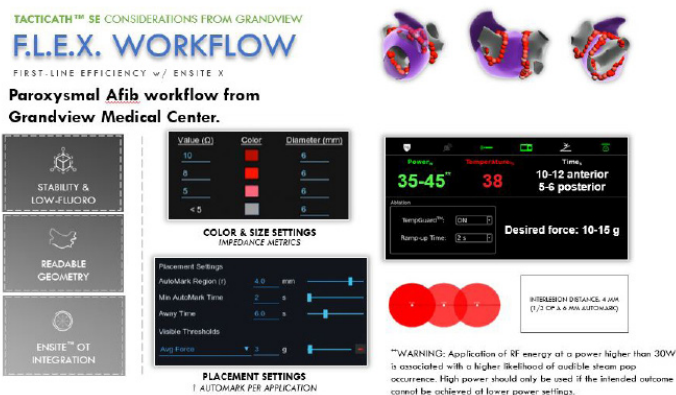 TACTICATH™ SE CONSIDERATIONS FROM GRANDVIEW
F.L.E.X. WORKFLOW
FIRST-LINE EFFICIENCY w/ ENSITE X
Paroxysmal Afib workflow from
Grandview Medical Center.
STABILITY &
LOW-FLUORO
READABLE
GEOMETRY
ENSITE™ OT
INTEGRATION
Value (Ω) Color Diameter (mm)
10 6
8 6
5 6
< 5 6
COLOR & SIZE SETTINGS
IMPEDANCE METRICS
Placement Settings
AutoMark Region (r) 4.0 mm
Min AutoMark Time 2 s
Away Time 6.0 s
Visible Thresholds
Avg Force 3 g
PLACEMENT SETTINGS
1 AUTOMARK PER APPLICATION
Power, Temperature, Time,
35-45** 38 10-12 anterior
5-6 posterior
Ablation
TempGuard™: ON
Ramp-up Time: 2 s
Desired force: 10-15 g
INTERLESION DISTANCE: 4 MM
(1/3 OF A 6 MM AUTOMARK)
**WARNING: Application of RF energy at a power higher than 30W
is associated with a higher likelihood of audible steam pop
occurrence. High power should only be used if the intended outcome
cannot be achieved at lower power settings.